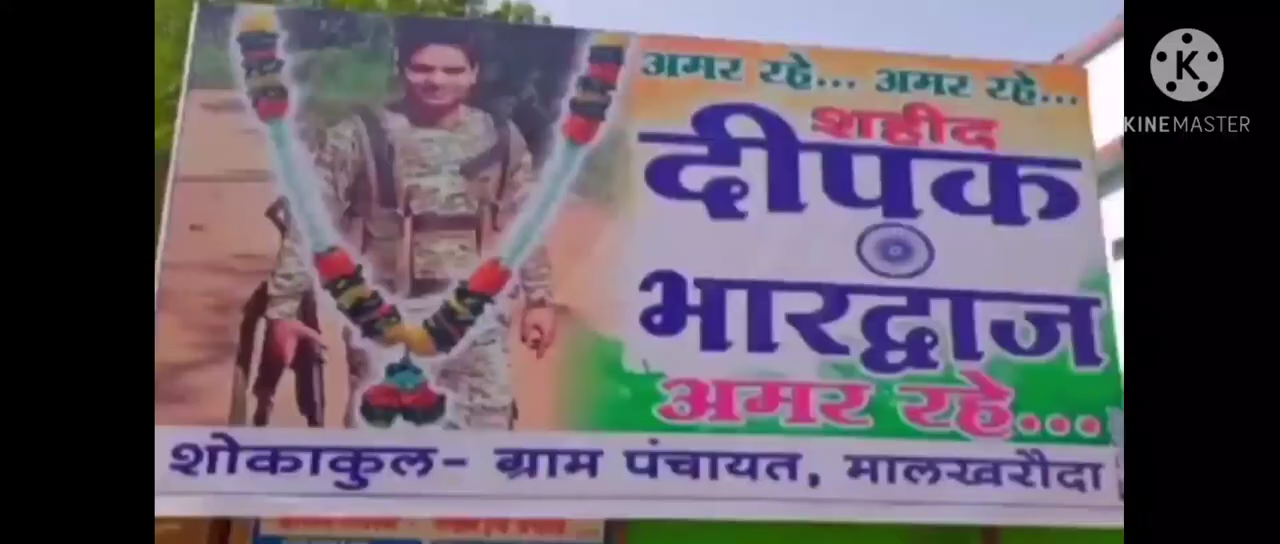 अमर रहे... अमर रहे...
शहीद
दीपक
भारद्वाज
अमर रहे...
शोकाकुल- ग्राम पंचायत, मालखरौदा
K
KINEMASTER